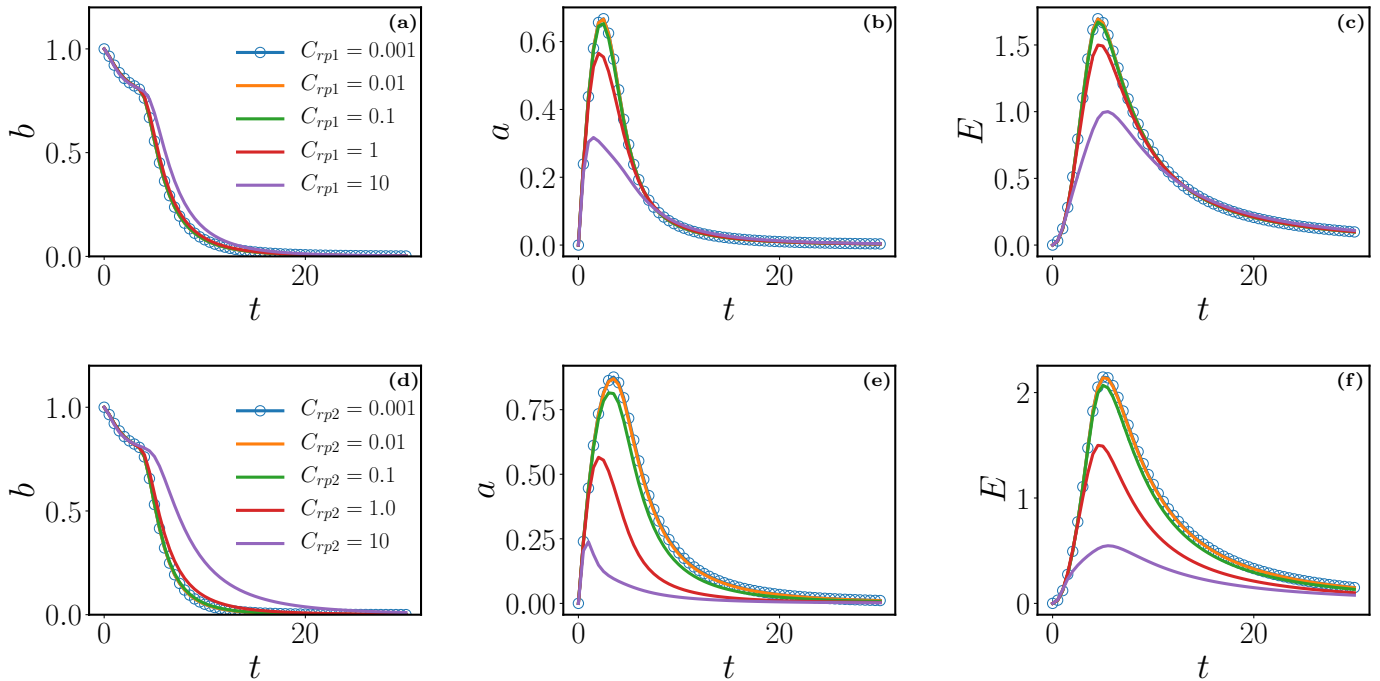 (a)
1.0
0.5
0.0
b
C_{rp1} = 0.001
C_{rp1} = 0.01
C_{rp1} = 0.1
C_{rp1} = 1
C_{rp1} = 10
0
20
t
(b)
0.6
0.4
0.2
0.0
a
0
20
t
(c)
1.5
1.0
0.5
0.0
E
0
20
t
(d)
1.0
0.5
0.0
b
C_{rp2} = 0.001
C_{rp2} = 0.01
C_{rp2} = 0.1
C_{rp2} = 1.0
C_{rp2} = 10
0
20
t
(e)
0.75
0.50
0.25
0.00
a
0
20
t
(f)
2
1
0
E
0
20
t